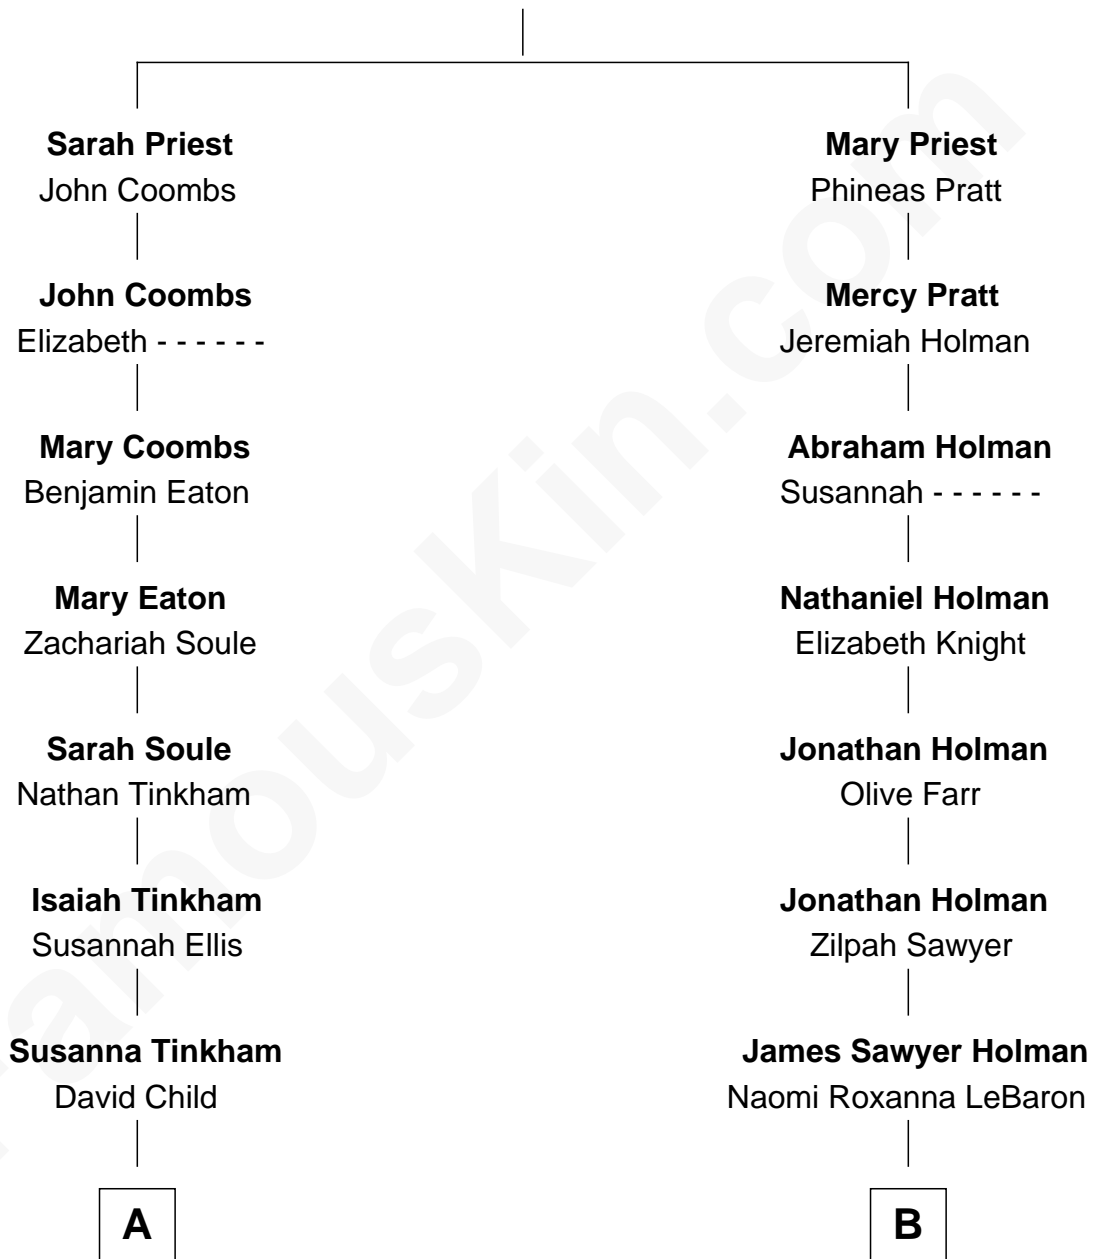 Sarah Priest
John Coombs
John Coombs
Elizabeth - - - - - -
Mary Coombs
Benjamin Eaton
Mary Eaton
Zachariah Soule
Sarah Soule
Nathan Tinkham
Isaiah Tinkham
Susannah Ellis
Susanna Tinkham
David Child
A
Mary Priest
Phineas Pratt
Mercy Pratt
Jeremiah Holman
Abraham Holman
Susannah - - - - - -
Nathaniel Holman
Elizabeth Knight
Jonathan Holman
Olive Farr
Jonathan Holman
Zilpah Sawyer
James Sawyer Holman
Naomi Roxanna LeBaron
B
FamousKin.com